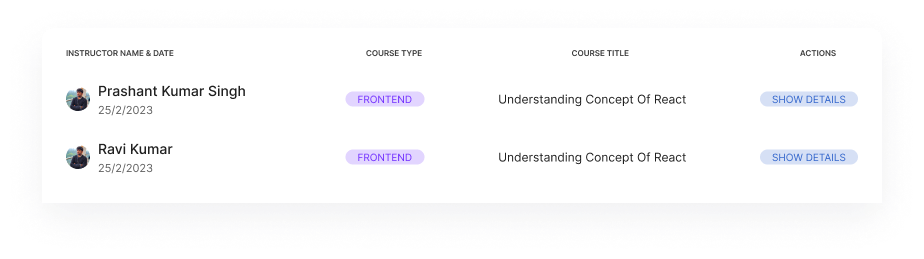 INSTRUCTOR NAME & DATE COURSE TYPE COURSE TITLE ACTIONS
Prashant Kumar Singh
25/2/2023
FRONTEND
Understanding Concept Of React
SHOW DETAILS
Ravi Kumar
25/2/2023
FRONTEND
Understanding Concept Of React
SHOW DETAILS